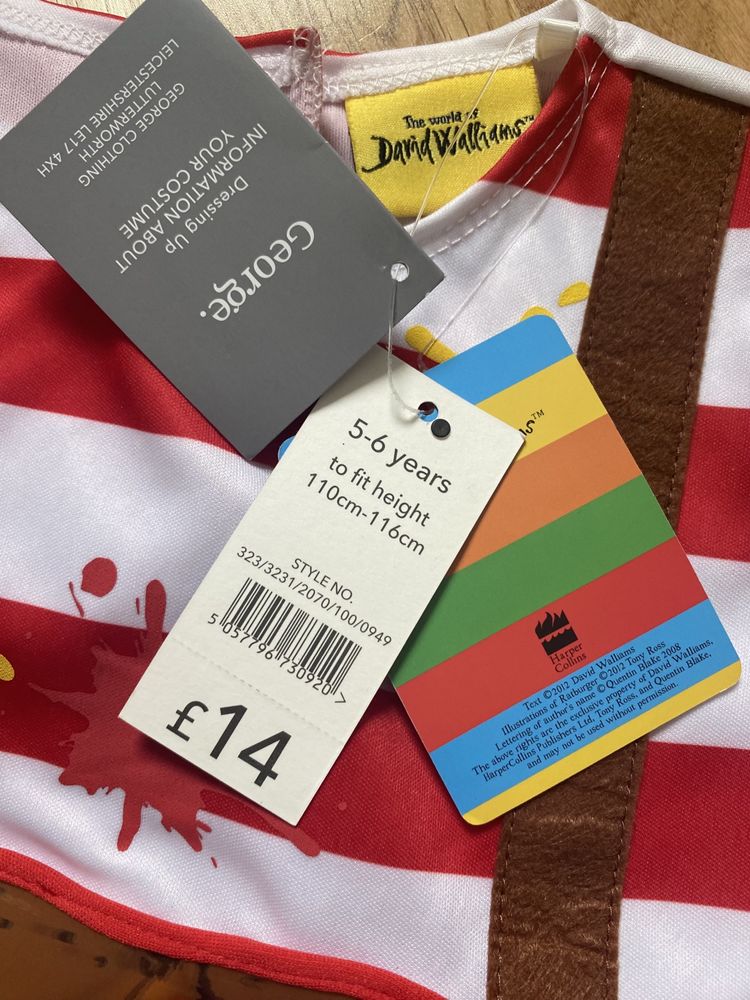 George.
Dressing Up
INFORMATION ABOUT
YOUR COSTUME
GEORGE CLOTHING
LUTTERWORTH
LEICESTERSHIRE LE17 4XH
The world of
David Walliams™
5-6 years
to fit height
110cm-116cm
STYLE NO.
323/3231/2070/100/0949
5 057796 730920 >
£14
Harper
Collins
Text ©2012 David Walliams
Illustrations of Ratburger ©2012 Tony Ross
Lettering of author's name ©Quentin Blake 2008
The above rights are the exclusive property of David Walliams,
HarperCollins Publishers Ltd, Tony Ross, and Quentin Blake,
and may not be used without permission.